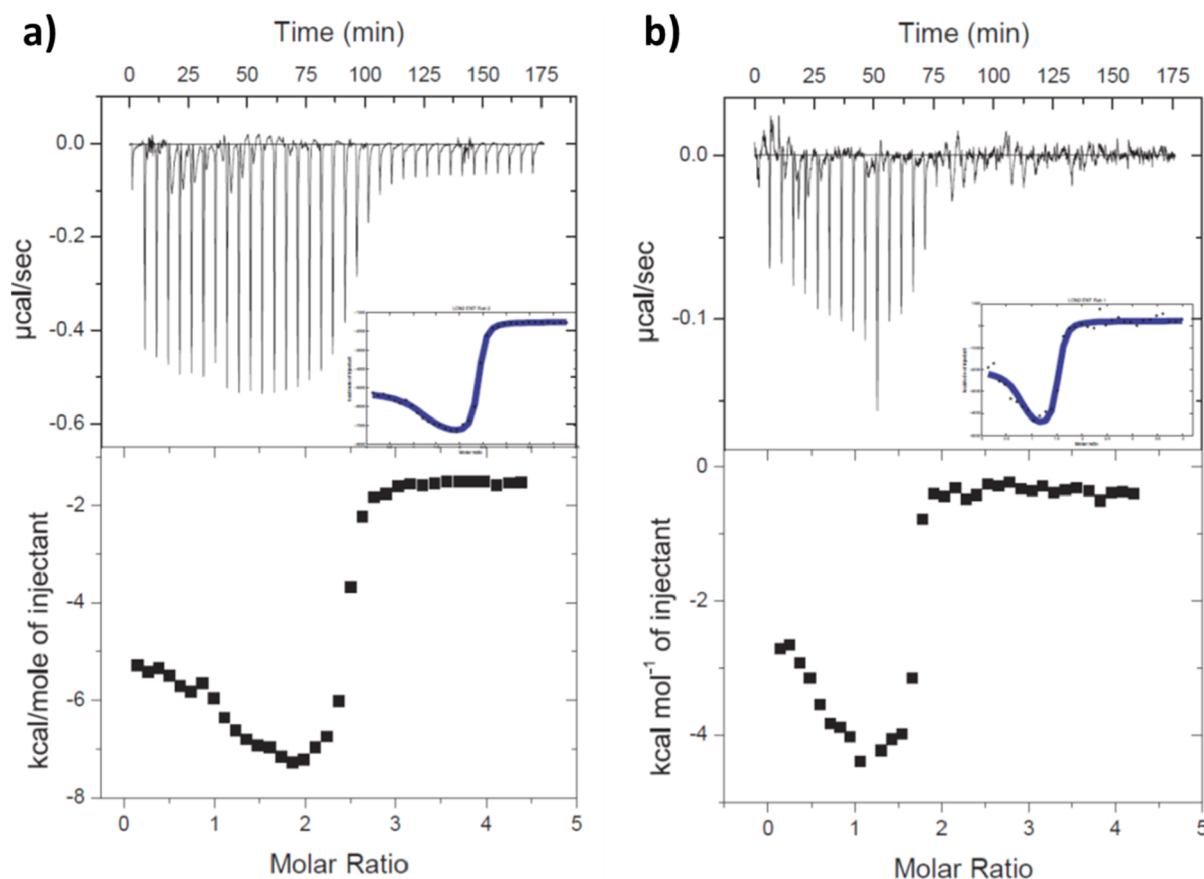 a)
Time (min)
0 25 50 75 100 125 150 175
µcal/sec
0.0
-0.2
-0.4
-0.6
kcal/mole of injectant
-2
-4
-6
-8
0 1 2 3 4 5
Molar Ratio
b)
Time (min)
0 25 50 75 100 125 150 175
µcal/sec
0.0
-0.1
kcal mol⁻¹ of injectant
0
-2
-4
0 1 2 3 4 5
Molar Ratio